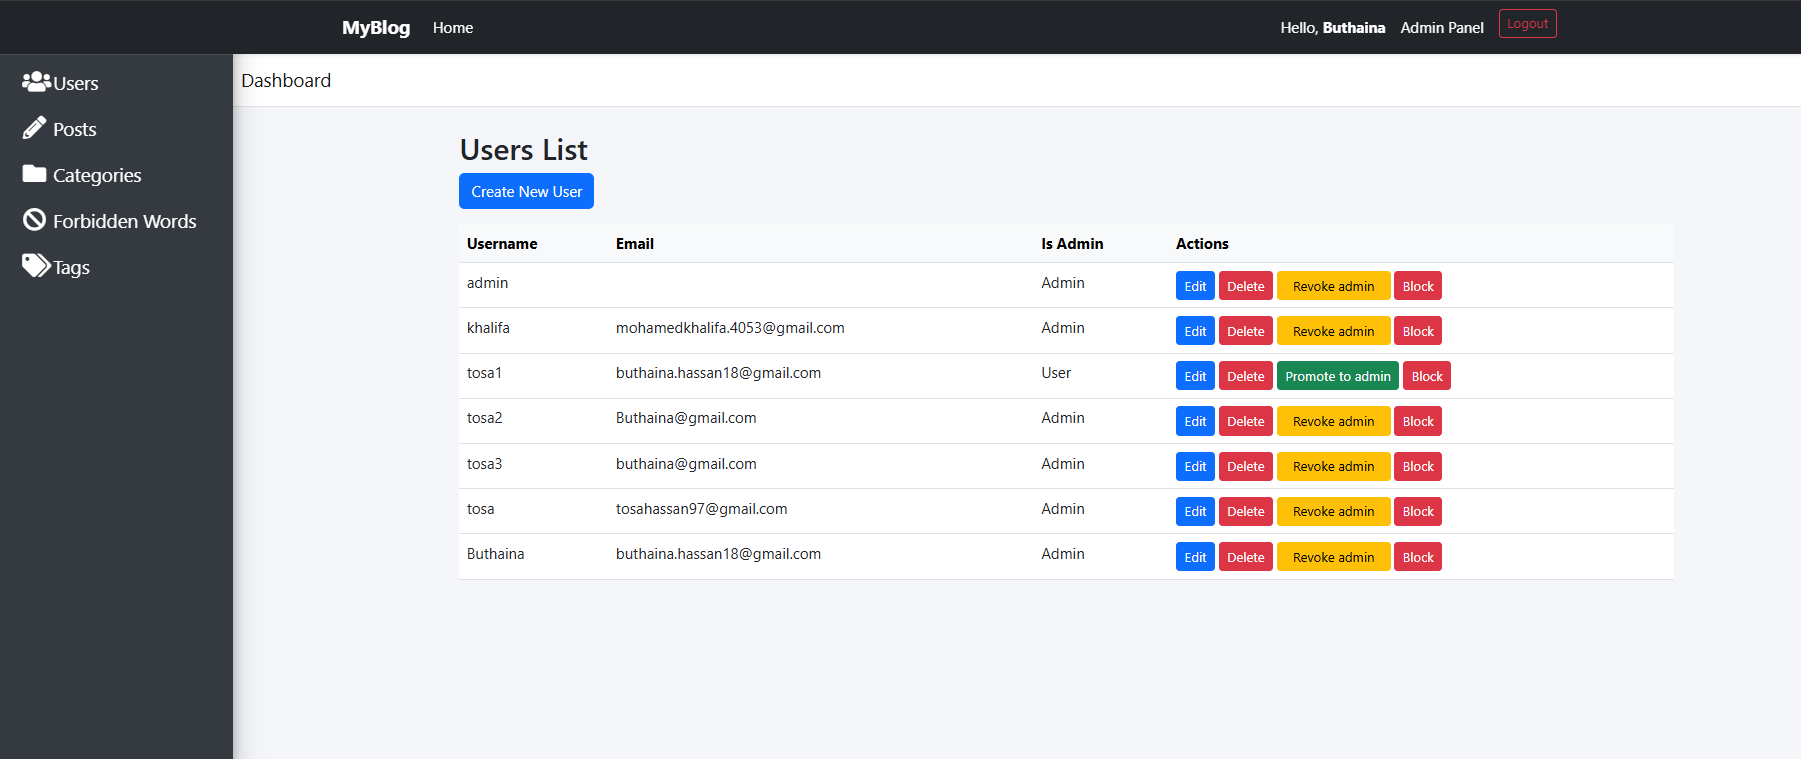 MyBlog Home Hello, Buthaina Admin Panel Logout
Users
Posts
Categories
Forbidden Words
Tags
Dashboard
Users List
Create New User
Username Email Is Admin Actions
admin Admin Edit Delete Revoke admin Block
khalifa mohamedkhalifa.4053@gmail.com Admin Edit Delete Revoke admin Block
tosa1 buthaina.hassan18@gmail.com User Edit Delete Promote to admin Block
tosa2 Buthaina@gmail.com Admin Edit Delete Revoke admin Block
tosa3 buthaina@gmail.com Admin Edit Delete Revoke admin Block
tosa tosahassan97@gmail.com Admin Edit Delete Revoke admin Block
Buthaina buthaina.hassan18@gmail.com Admin Edit Delete Revoke admin Block